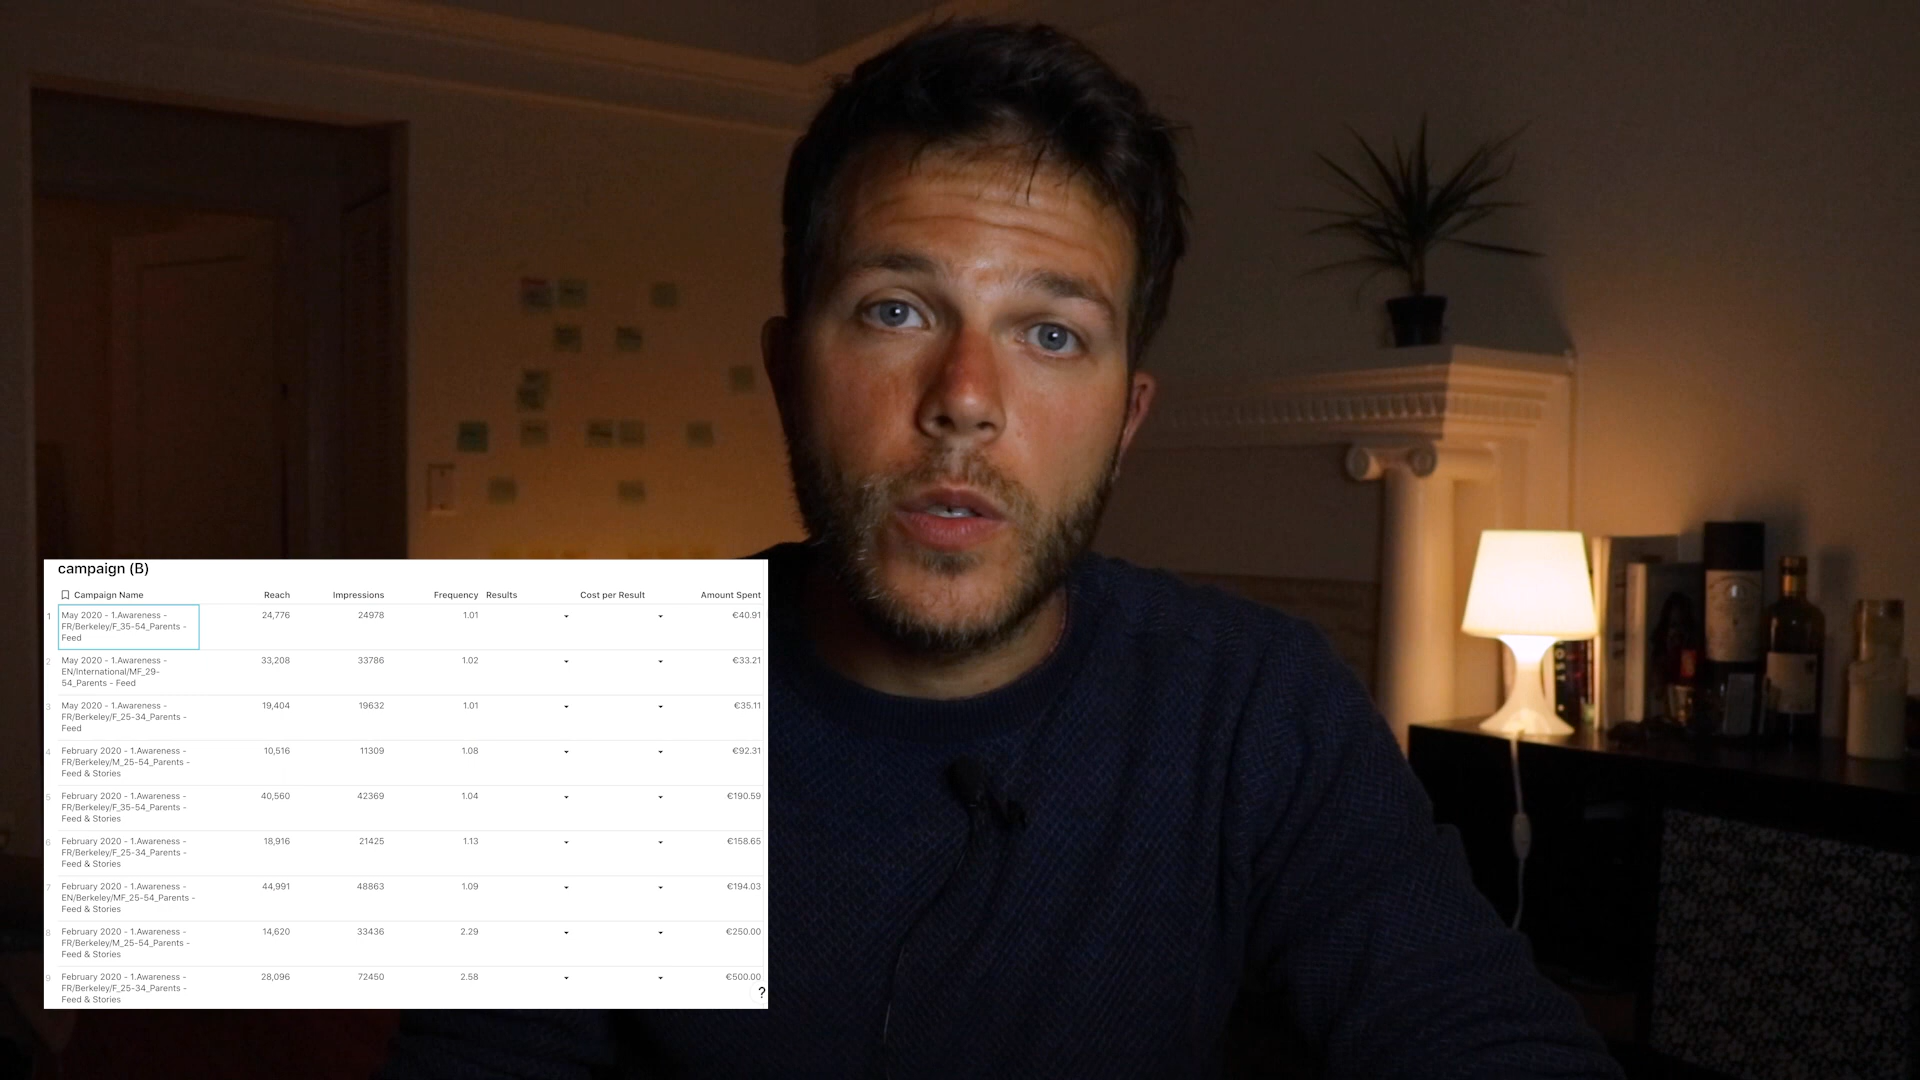 campaign (B)
Campaign Name Reach Impressions Frequency Results Cost per Result Amount Spent
1 May 2020 - 1.Awareness - 24,776 24978 1.01 €40.91
FR/Berkeley/F_35-54_Parents -
Feed
2 May 2020 - 1.Awareness - 33,208 33786 1.02 €33.21
EN/International/MF_29-
54_Parents - Feed
3 May 2020 - 1.Awareness - 19,404 19632 1.01 €35.11
FR/Berkeley/F_25-34_Parents -
Feed
4 February 2020 - 1.Awareness - 10,516 11309 1.08 €92.31
FR/Berkeley/M_25-54_Parents -
Feed & Stories
5 February 2020 - 1.Awareness - 40,560 42369 1.04 €190.59
FR/Berkeley/F_35-54_Parents -
Feed & Stories
6 February 2020 - 1.Awareness - 18,916 21425 1.13 €158.65
FR/Berkeley/F_25-34_Parents -
Feed & Stories
7 February 2020 - 1.Awareness - 44,991 48863 1.09 €194.03
EN/Berkeley/MF_25-54_Parents -
Feed & Stories
8 February 2020 - 1.Awareness - 14,620 33436 2.29 €250.00
FR/Berkeley/M_25-54_Parents -
Feed & Stories
9 February 2020 - 1.Awareness - 28,096 72450 2.58 €500.00
FR/Berkeley/F_25-34_Parents -
Feed & Stories
?